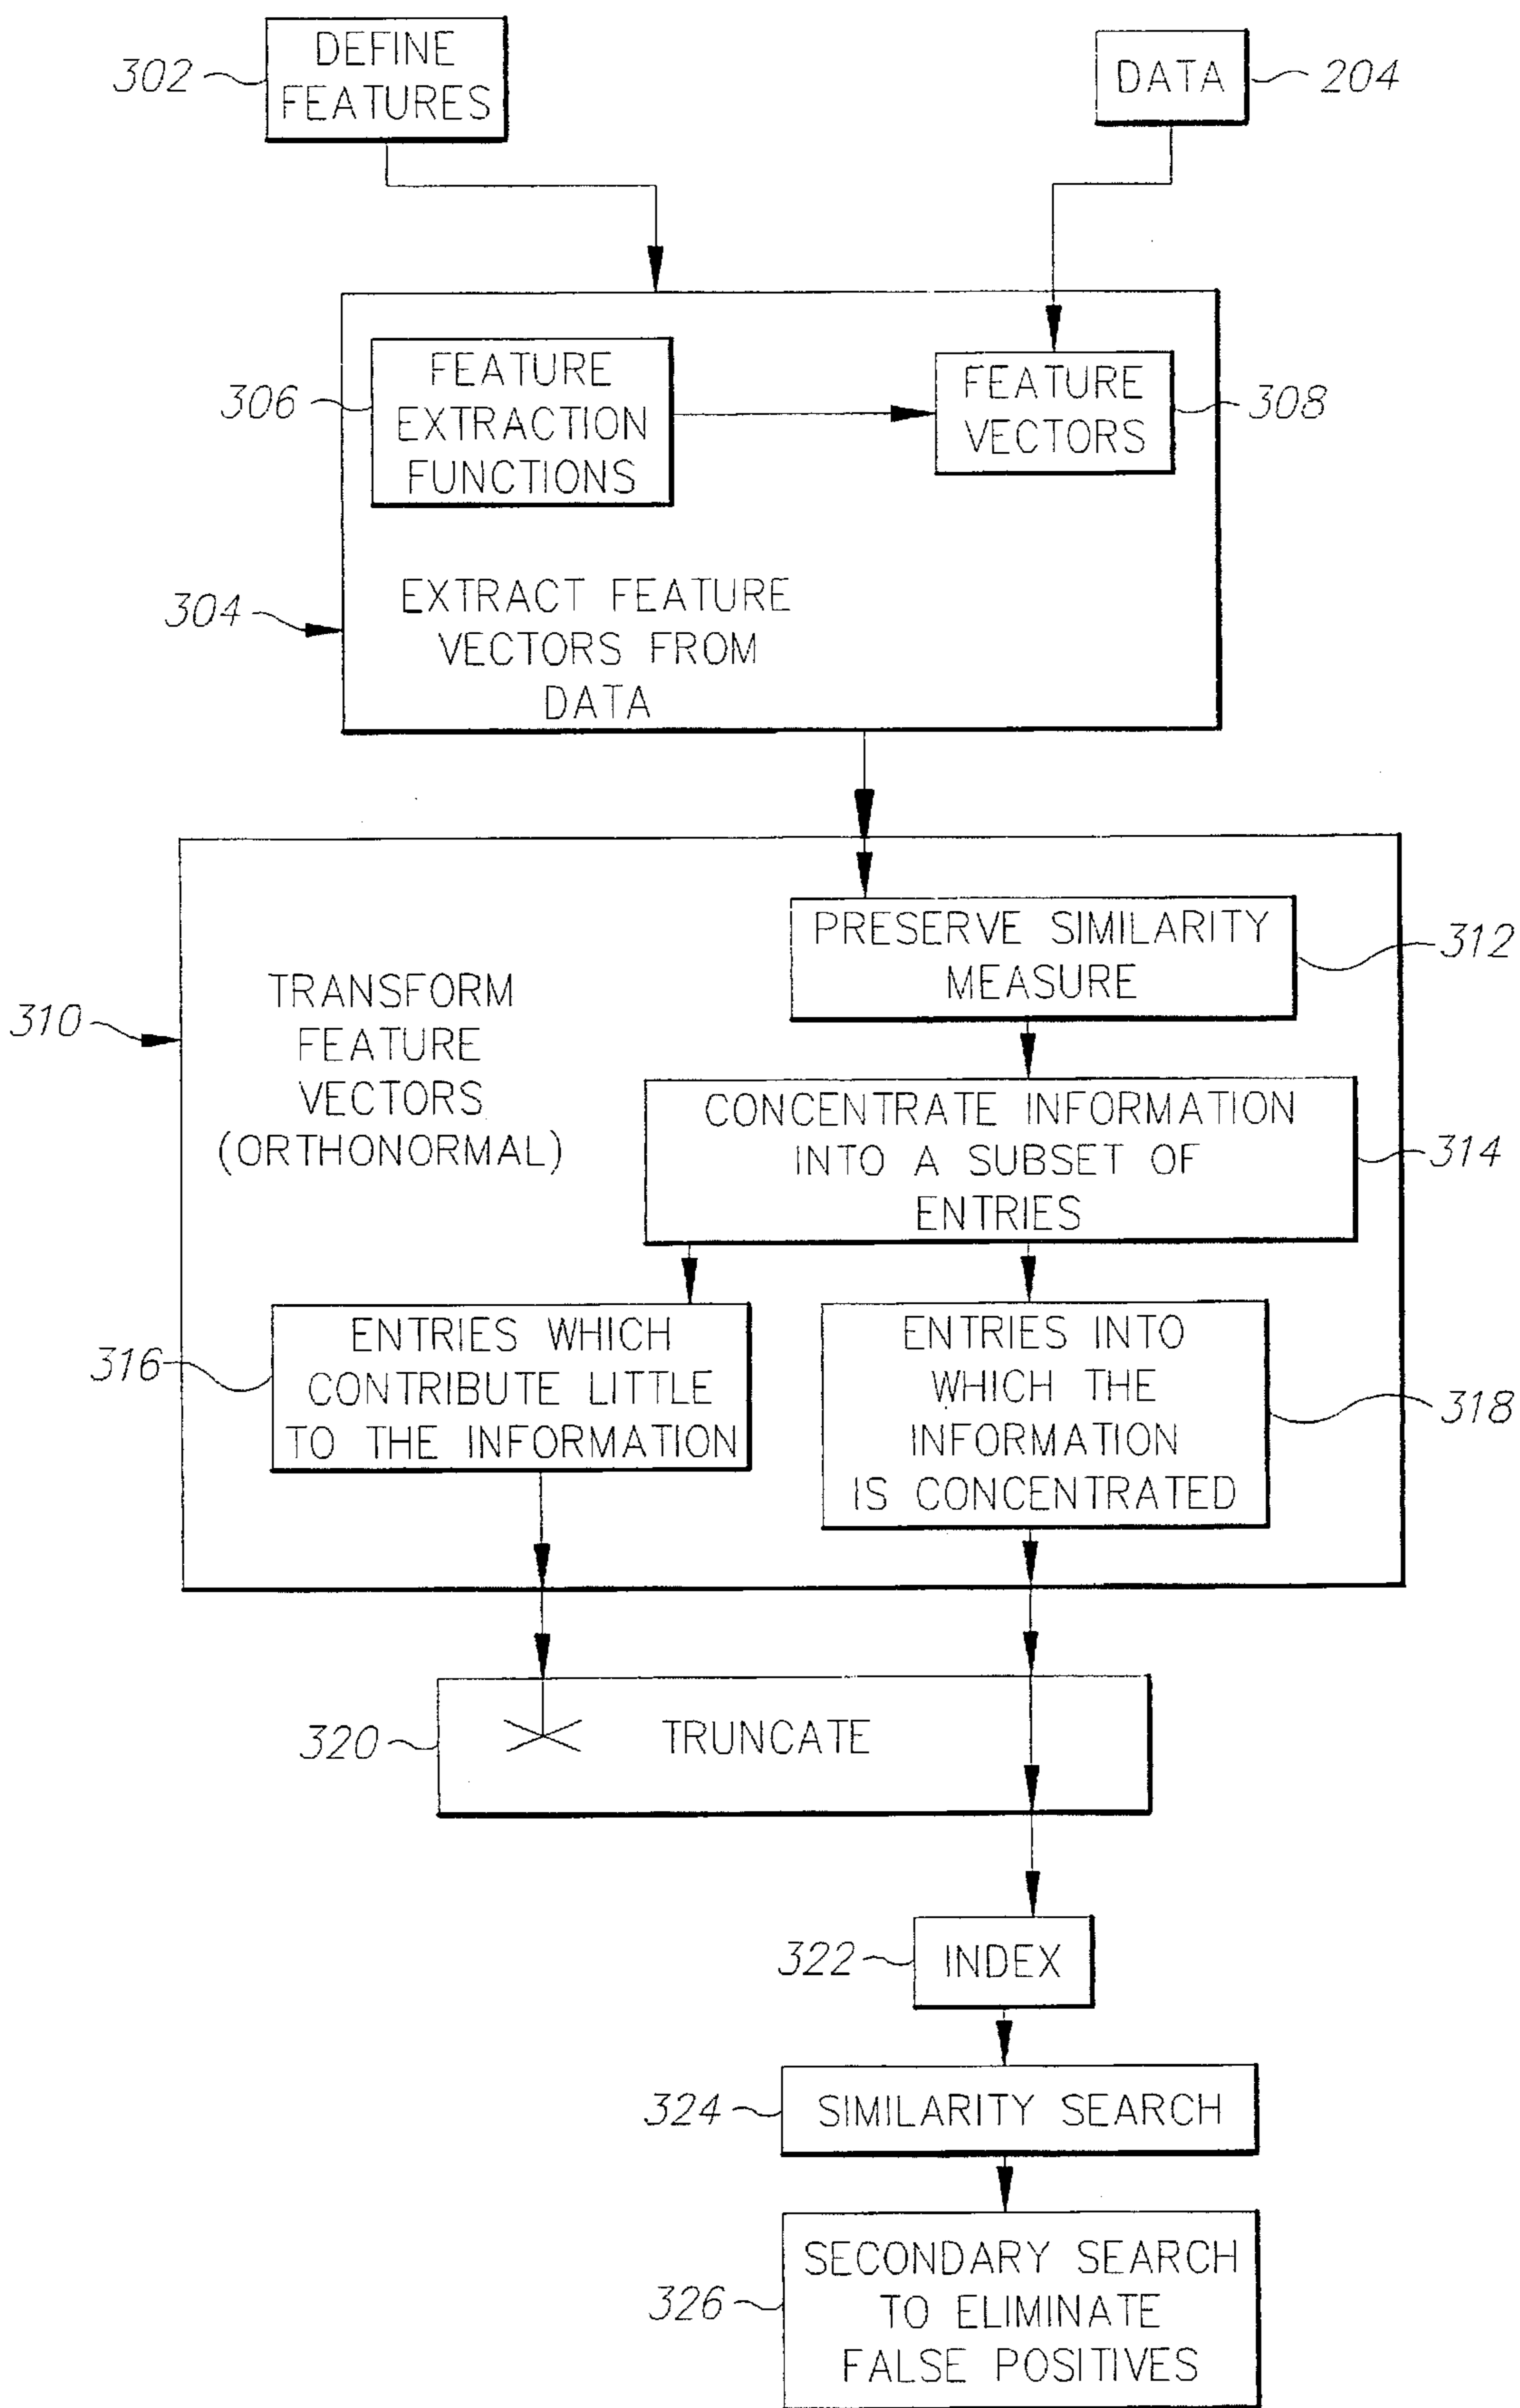 302
DEFINE
FEATURES
DATA
204
306
FEATURE
EXTRACTION
FUNCTIONS
FEATURE
VECTORS
308
304
EXTRACT FEATURE
VECTORS FROM
DATA
310
TRANSFORM
FEATURE
VECTORS
(ORTHONORMAL)
PRESERVE SIMILARITY
MEASURE
312
CONCENTRATE INFORMATION
INTO A SUBSET OF
ENTRIES
314
316
ENTRIES WHICH
CONTRIBUTE LITTLE
TO THE INFORMATION
ENTRIES INTO
WHICH THE
INFORMATION
IS CONCENTRATED
318
320
TRUNCATE
322
INDEX
324
SIMILARITY SEARCH
326
SECONDARY SEARCH
TO ELIMINATE
FALSE POSITIVES